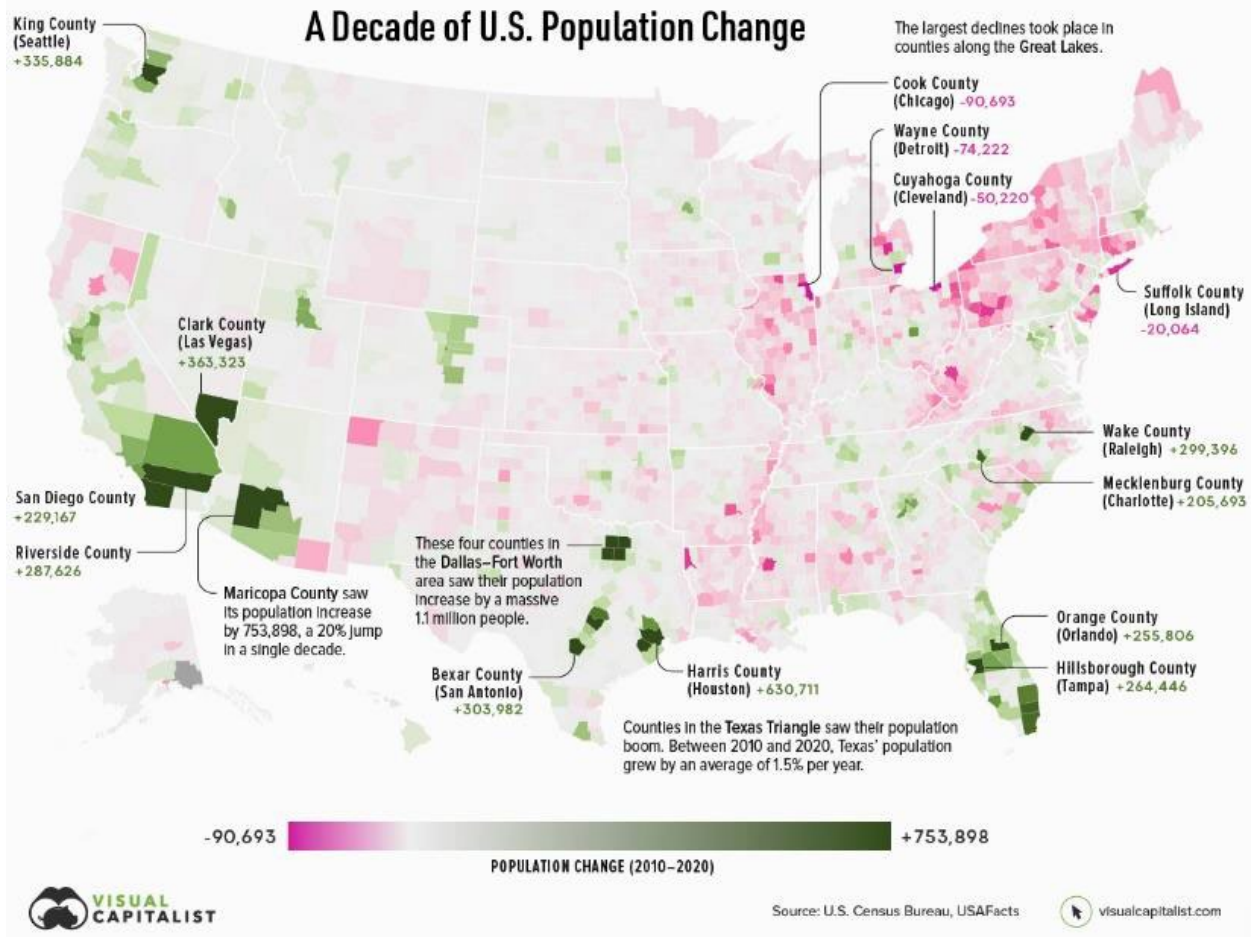 A Decade of U.S. Population Change
King County
(Seattle)
+335,884
The largest declines took place in
counties along the Great Lakes.
Cook County
(Chicago) -90,693
Wayne County
(Detroit) -74,222
Cuyahoga County
(Cleveland) -50,220
Suffolk County
(Long Island)
-20,064
Clark County
(Las Vegas)
+363,323
Wake County
(Raleigh) +299,396
Mecklenburg County
(Charlotte) +205,693
San Diego County
+229,167
Riverside County
+287,626
Maricopa County saw
its population increase
by 753,898, a 20% jump
in a single decade.
These four counties in
the Dallas–Fort Worth
area saw their population
increase by a massive
1.1 million people.
Bexar County
(San Antonio)
+303,982
Harris County
(Houston) +630,711
Orange County
(Orlando) +255,806
Hillsborough County
(Tampa) +264,446
Counties in the Texas Triangle saw their population
boom. Between 2010 and 2020, Texas' population
grew by an average of 1.5% per year.
-90,693
+753,898
POPULATION CHANGE (2010–2020)
VISUAL
CAPITALIST
Source: U.S. Census Bureau, USAFacts
visualcapitalist.com